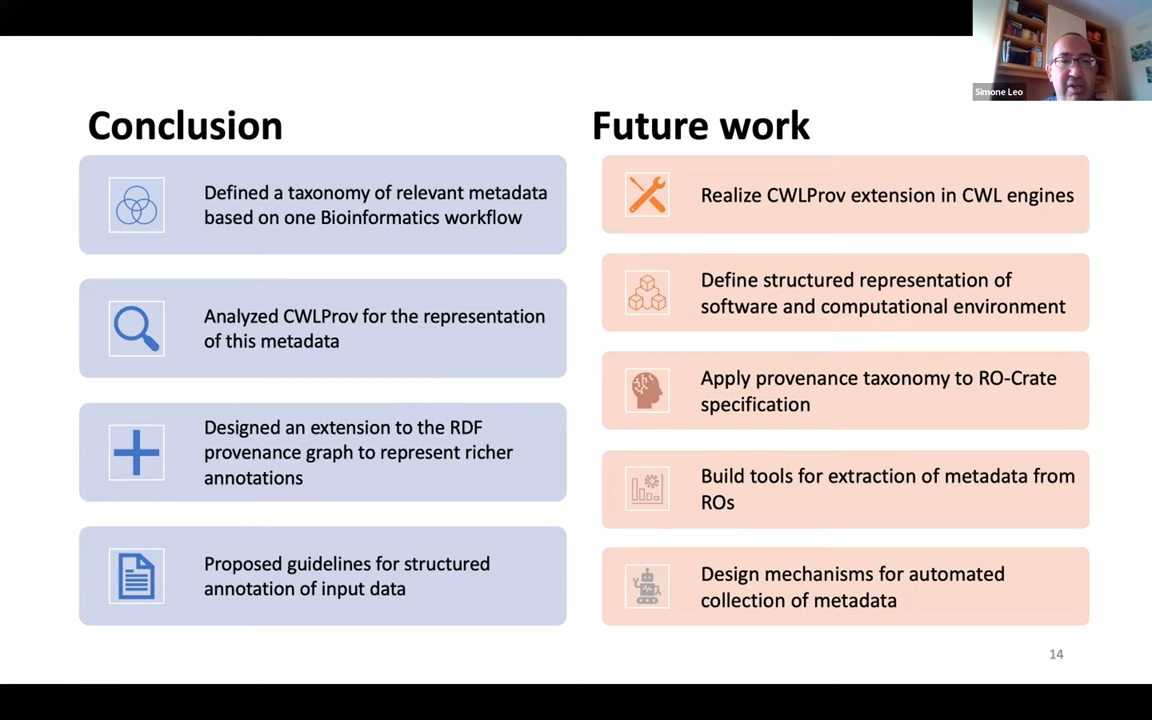 Simone Leo
Conclusion
Defined a taxonomy of relevant metadata
based on one Bioinformatics workflow
Analyzed CWLProv for the representation
of this metadata
Designed an extension to the RDF
provenance graph to represent richer
annotations
Proposed guidelines for structured
annotation of input data
Future work
Realize CWLProv extension in CWL engines
Define structured representation of
software and computational environment
Apply provenance taxonomy to RO-Crate
specification
Build tools for extraction of metadata from
ROs
Design mechanisms for automated
collection of metadata
14